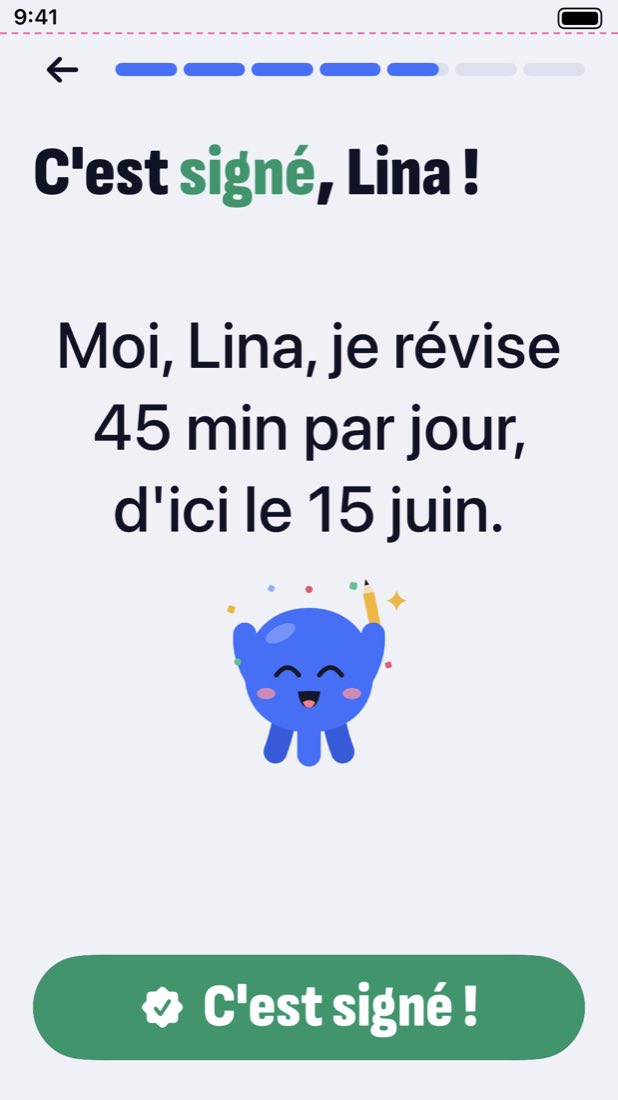 9:41
C'est signé, Lina !
Moi, Lina, je révise
45 min par jour,
d'ici le 15 juin.
C'est signé !